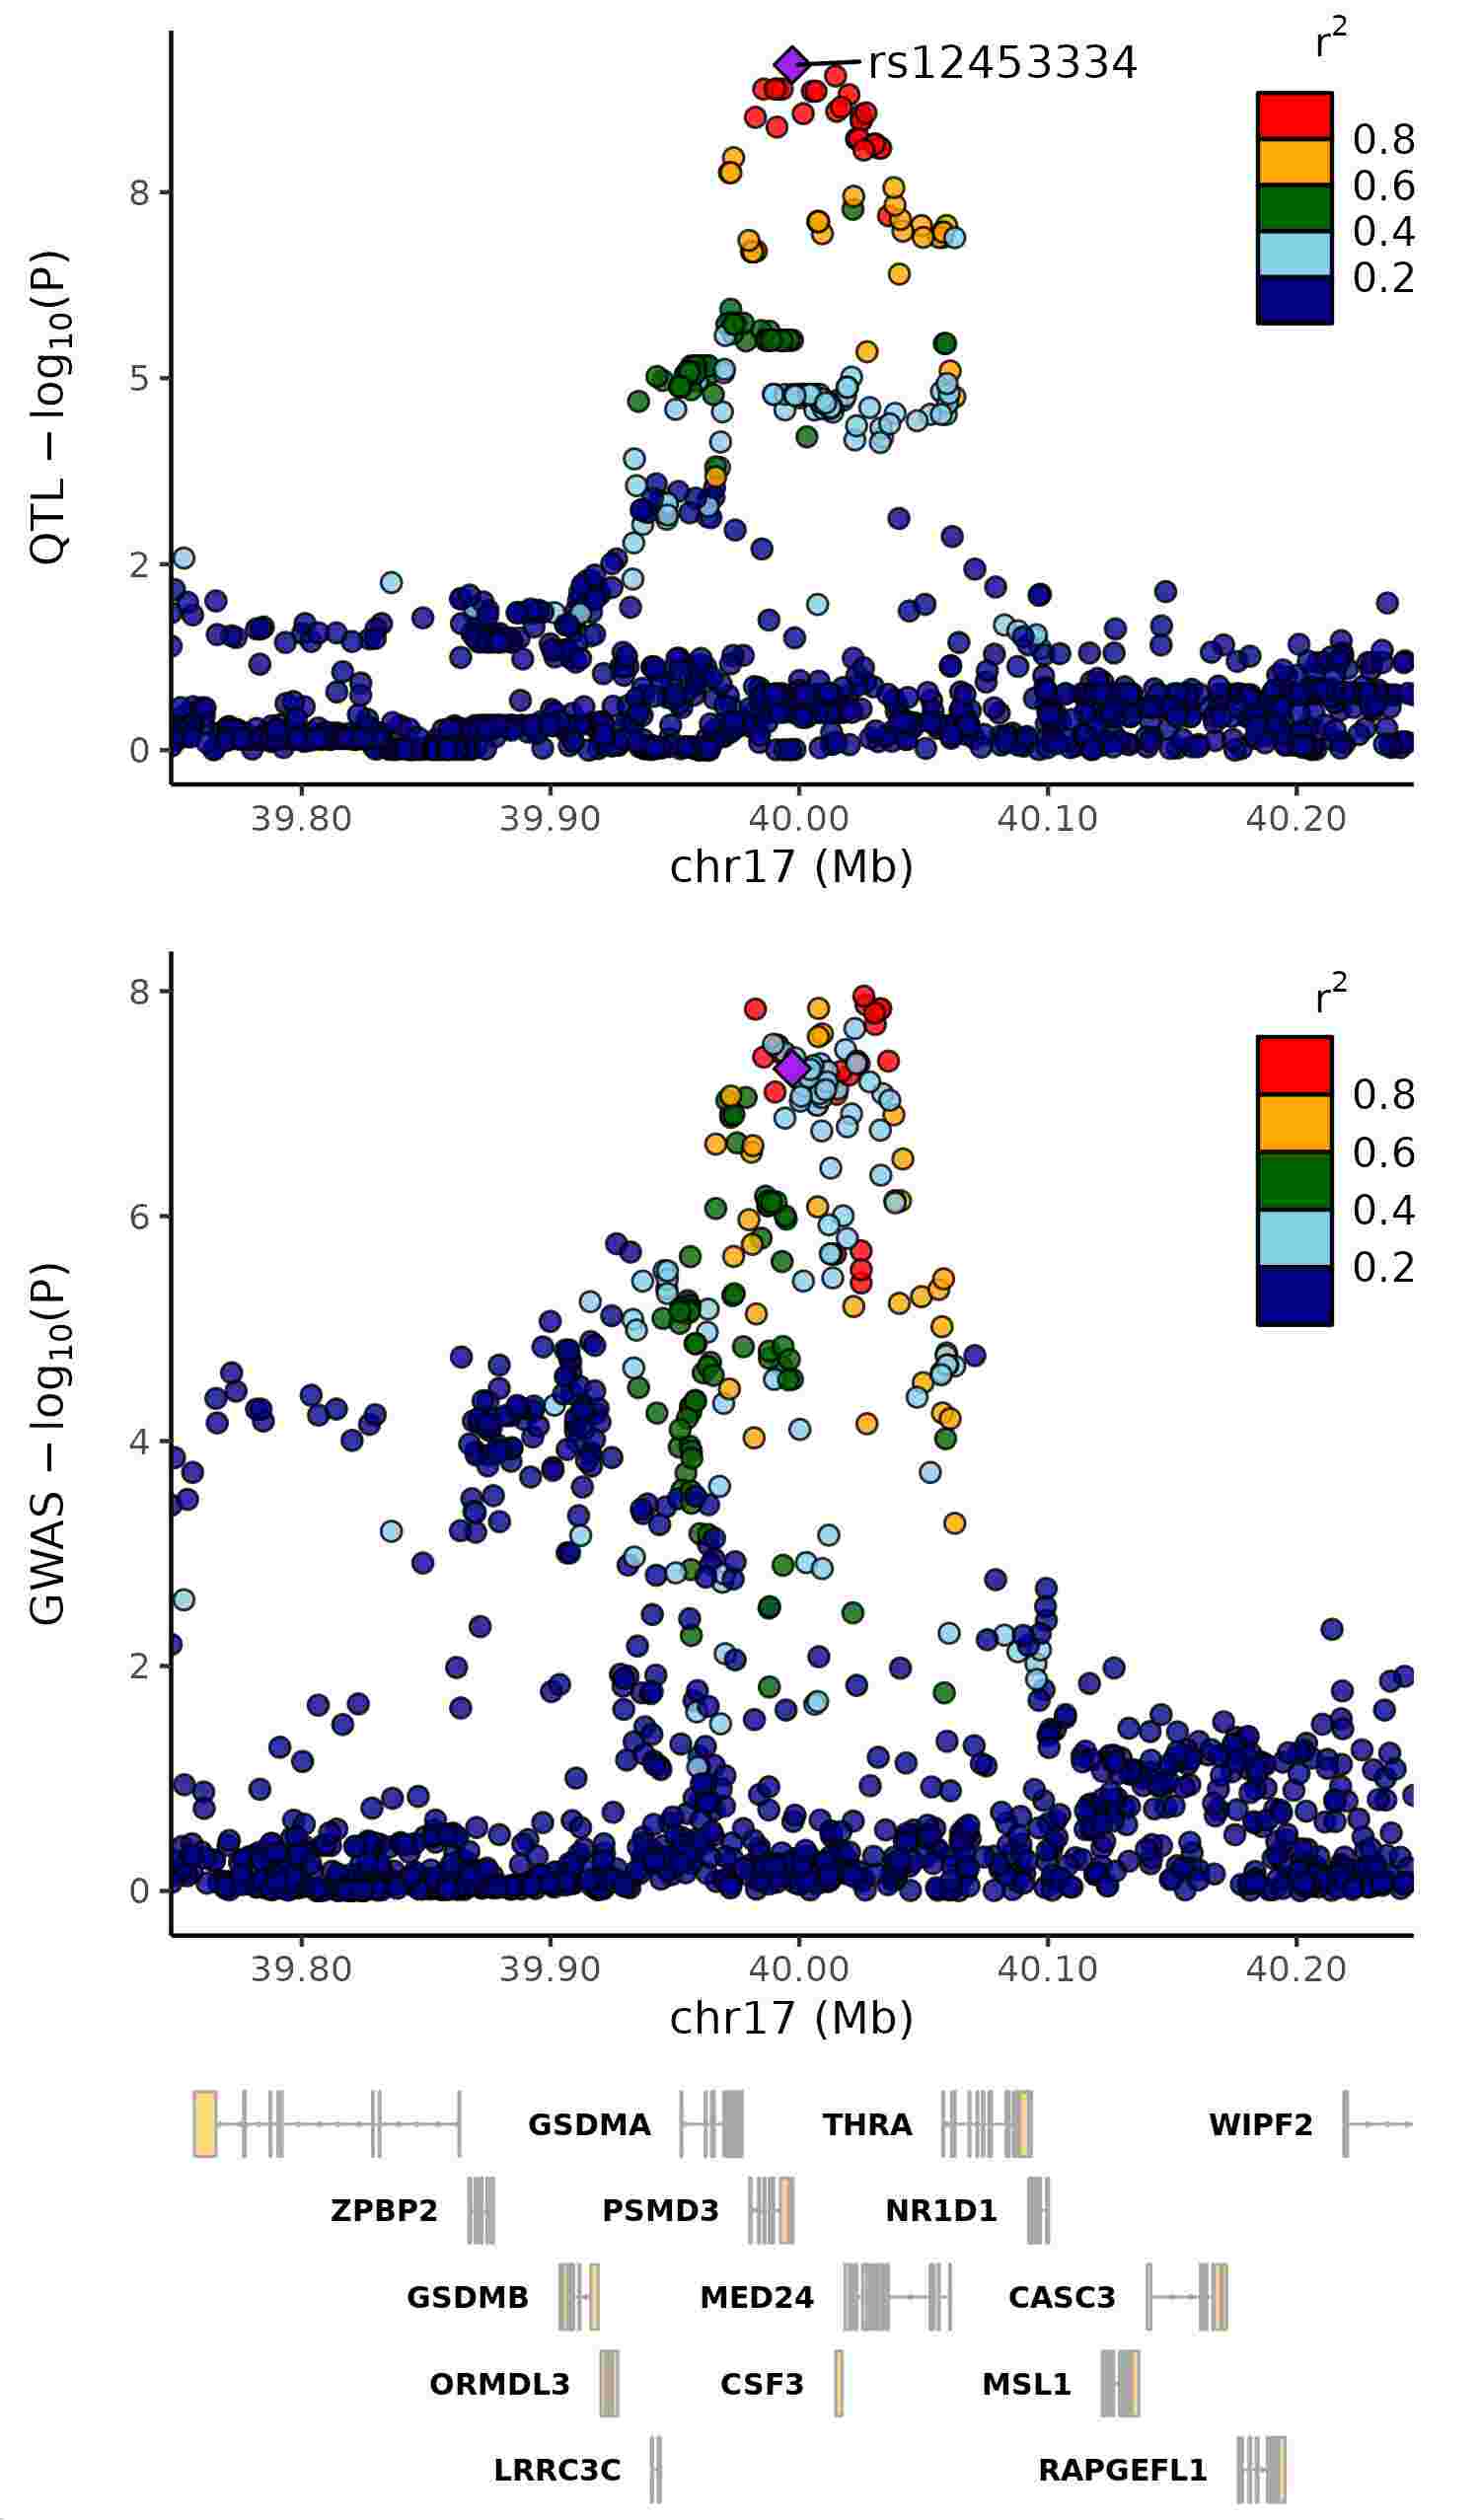 r²
rs12453334
0.8
0.6
0.4
0.2
8
5
2
0
QTL − log₁₀(P)
39.80 39.90 40.00 40.10 40.20
chr17 (Mb)
r²
0.8
0.6
0.4
0.2
8
6
4
2
0
GWAS − log₁₀(P)
39.80 39.90 40.00 40.10 40.20
chr17 (Mb)
GSDMA THRA WIPF2
ZPBP2 PSMD3 NR1D1
GSDMB MED24 CASC3
ORMDL3 CSF3 MSL1
LRRC3C RAPGEFL1